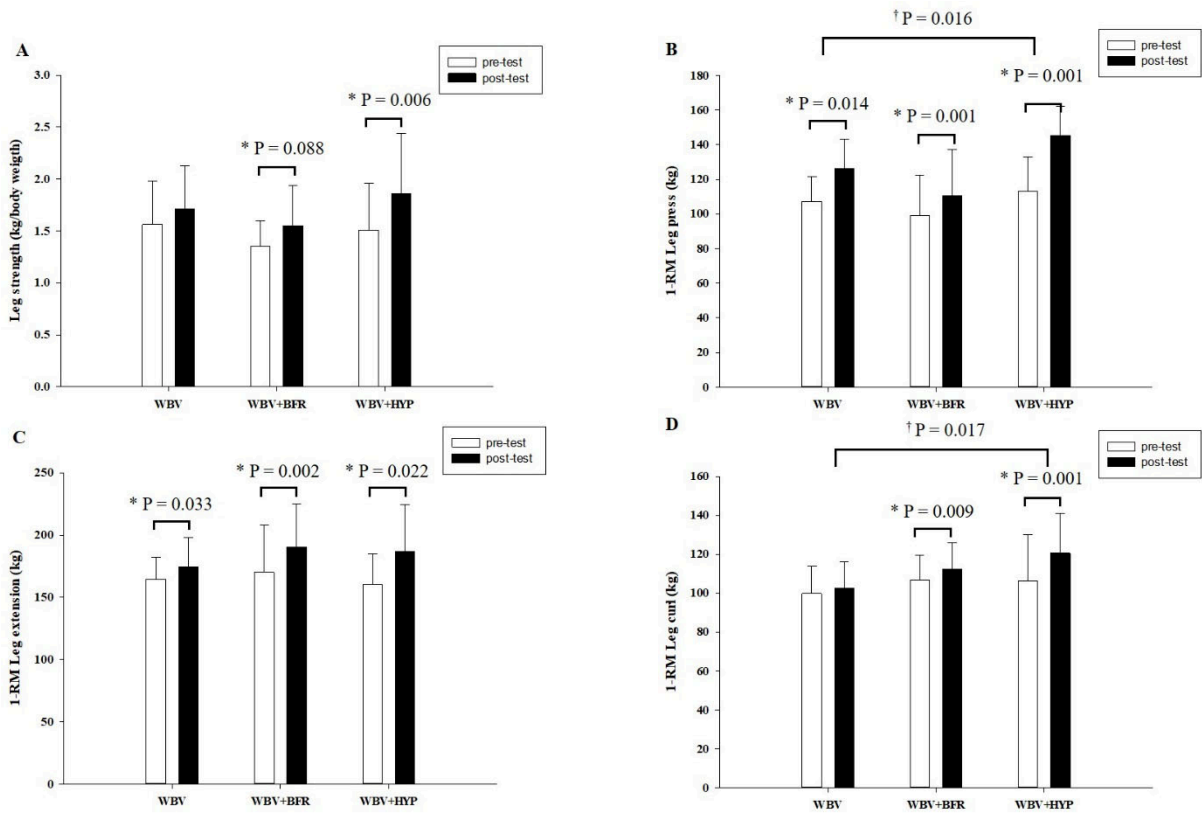 A
pre-test
post-test
Leg strength (kg/body weigth)
3.0
2.5
2.0
1.5
1.0
0.5
0.0
* P = 0.088
* P = 0.006
WBV
WBV+BFR
WBV+HYP
B
† P = 0.016
pre-test
post-test
1-RM Leg press (kg)
180
160
140
120
100
80
60
40
20
0
* P = 0.014
* P = 0.001
* P = 0.001
WBV
WBV+BFR
WBV+HYP
C
pre-test
post-test
1-RM Leg extension (kg)
250
200
150
100
50
0
* P = 0.033
* P = 0.002
* P = 0.022
WBV
WBV+BFR
WBV+HYP
D
† P = 0.017
pre-test
post-test
1-RM Leg curl (kg)
160
140
120
100
80
60
40
20
0
* P = 0.009
* P = 0.001
WBV
WBV+BFR
WBV+HYP